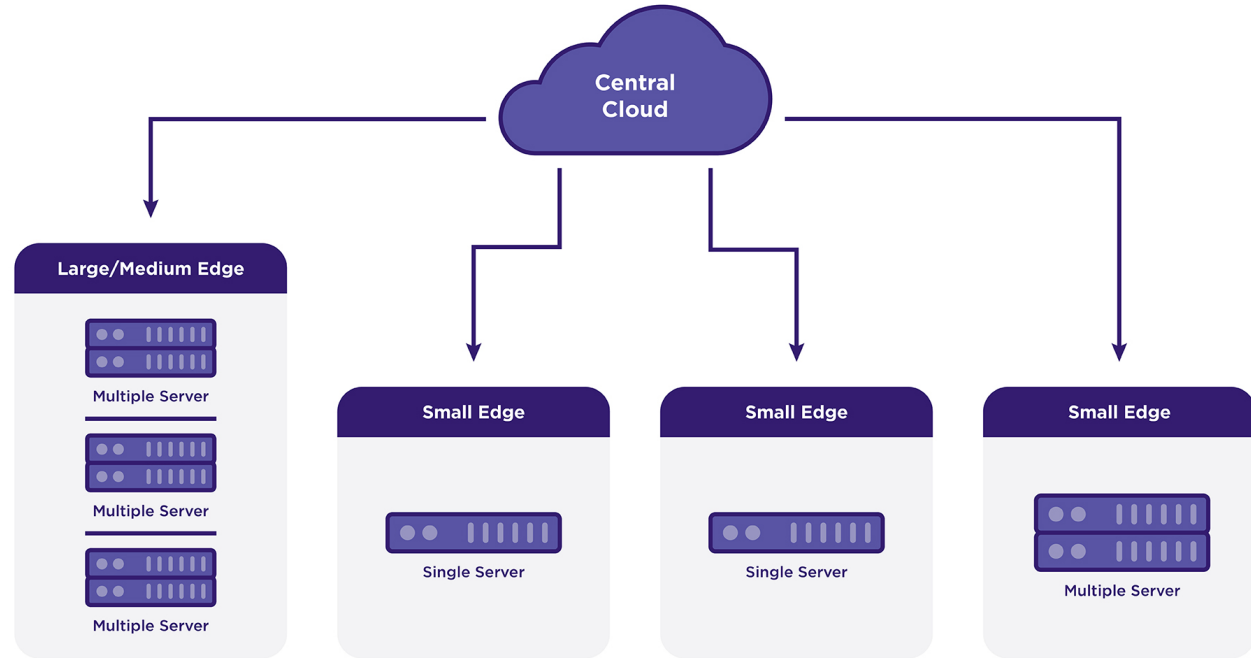 Central
Cloud
Large/Medium Edge
Multiple Server
Multiple Server
Multiple Server
Small Edge
Single Server
Small Edge
Single Server
Small Edge
Multiple Server